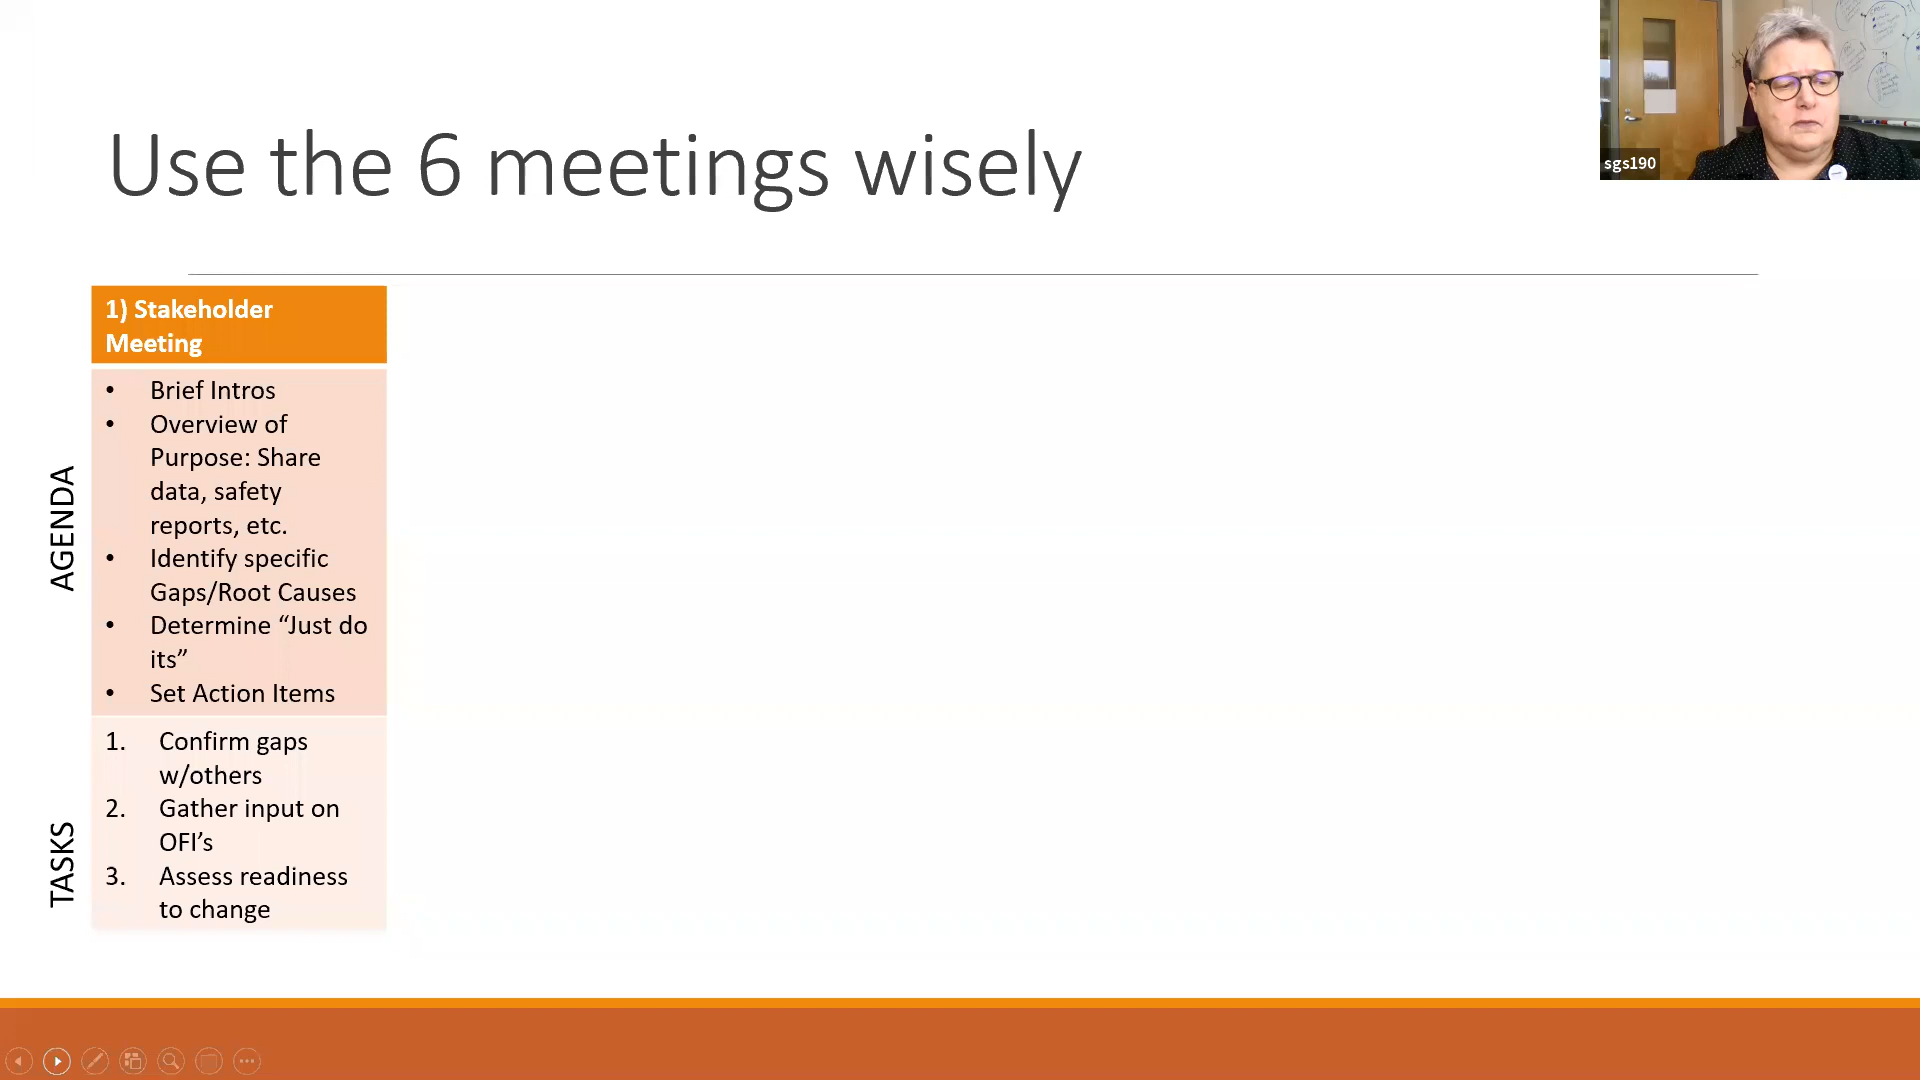 Use the 6 meetings wisely
sgs190
1) Stakeholder
Meeting
AGENDA
• Brief Intros
• Overview of
Purpose: Share
data, safety
reports, etc.
• Identify specific
Gaps/Root Causes
• Determine “Just do
its”
• Set Action Items
TASKS
1. Confirm gaps
w/others
2. Gather input on
OFI’s
3. Assess readiness
to change